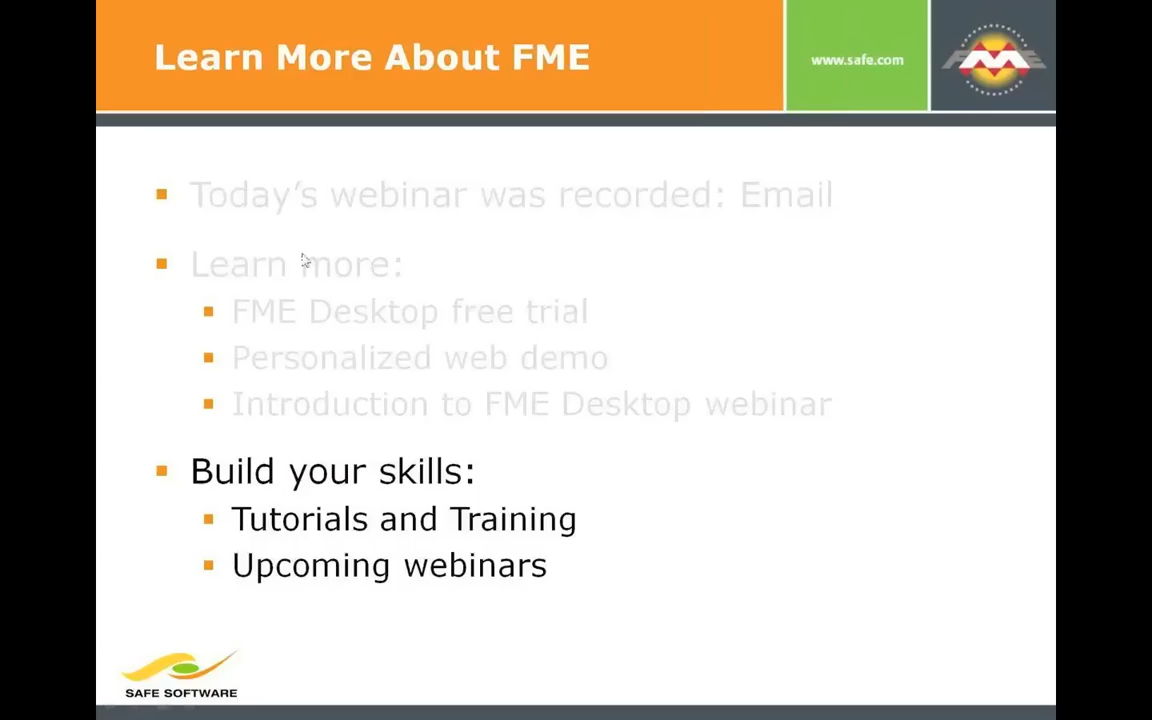 Learn More About FME
www.safe.com
FME
Today's webinar was recorded: Email
Learn more:
FME Desktop free trial
Personalized web demo
Introduction to FME Desktop webinar
Build your skills:
Tutorials and Training
Upcoming webinars
SAFE SOFTWARE